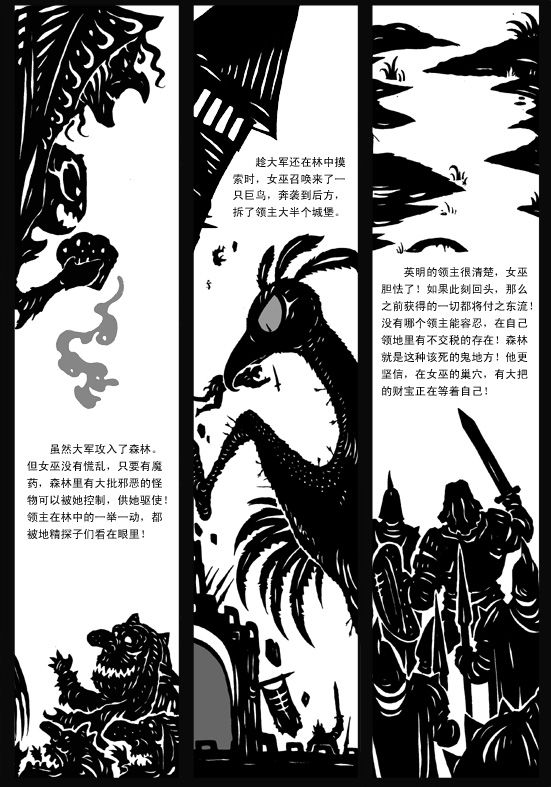 虽然大军攻入了森林。
但女巫没有慌乱，只要有魔
药，森林里有大批邪恶的怪
物可以被她控制，供她驱使！
领主在林中的一举一动，都
被地精探子们看在眼里！
趁大军还在林中摸
索时，女巫召唤来了一
只巨鸟，奔袭到后方，
拆了领主大半个城堡。
英明的领主很清楚，女巫
胆怯了！如果此刻回头，那么
之前获得的一切都将付之东流！
没有哪个领主能容忍，在自己
领地里有不交税的存在！森林
就是这种该死的鬼地方！他更
坚信，在女巫的巢穴，有大把
的财宝正在等着自己！